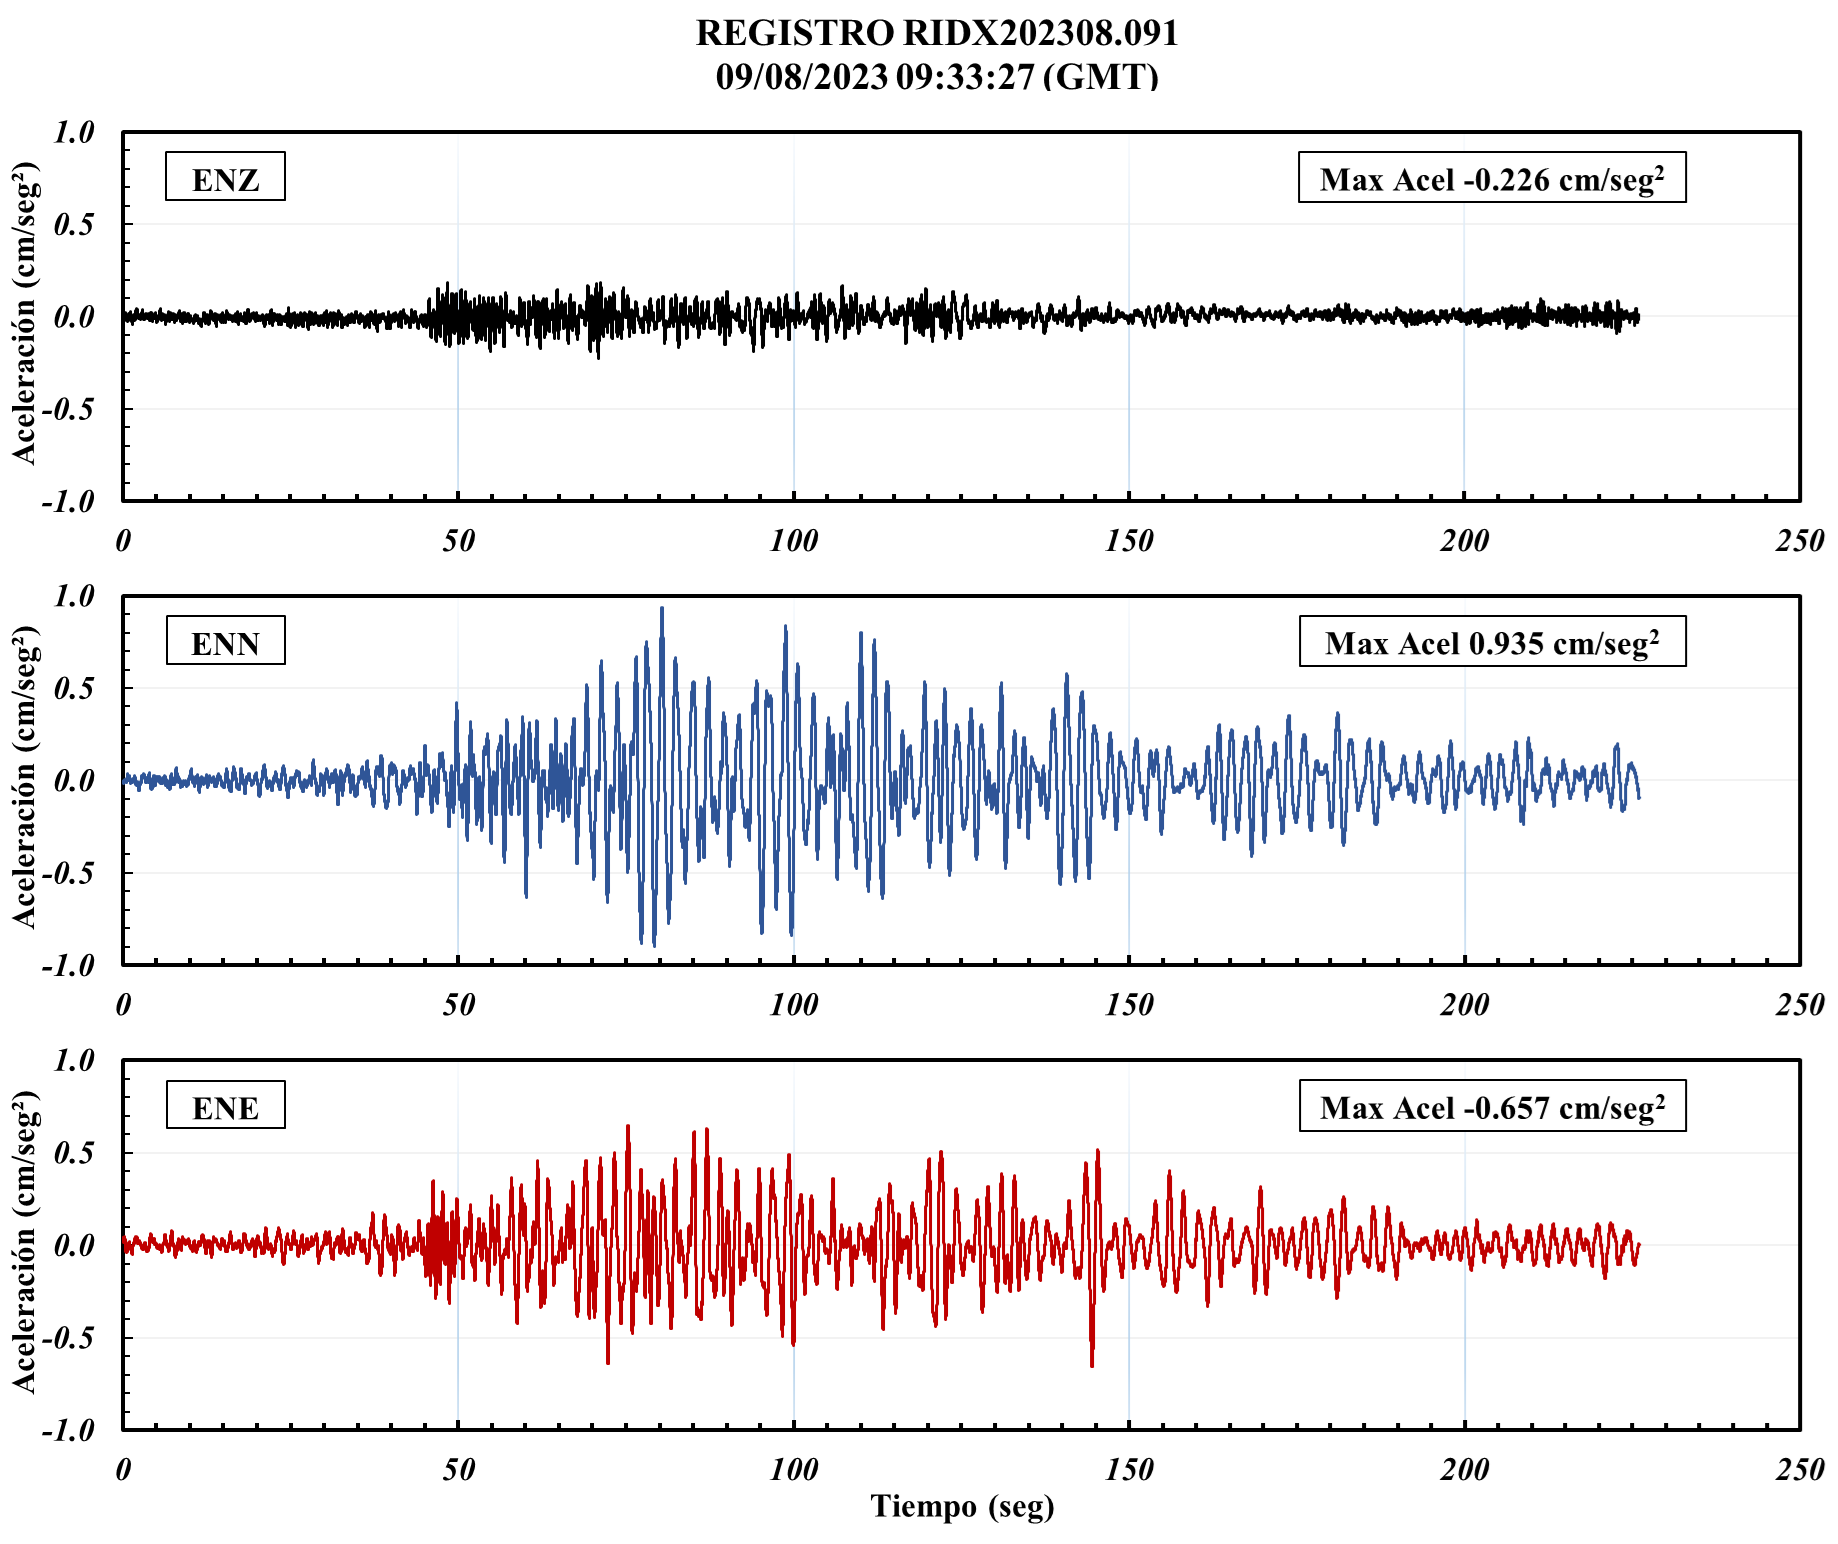 REGISTRO RIDX202308.091
09/08/2023 09:33:27 (GMT)
Aceleración (cm/seg²)
1.0
0.5
0.0
-0.5
-1.0
ENZ
Max Acel -0.226 cm/seg²
0 50 100 150 200 250
Aceleración (cm/seg²)
1.0
0.5
0.0
-0.5
-1.0
ENN
Max Acel 0.935 cm/seg²
0 50 100 150 200 250
Aceleración (cm/seg²)
1.0
0.5
0.0
-0.5
-1.0
ENE
Max Acel -0.657 cm/seg²
0 50 100 150 200 250
Tiempo (seg)